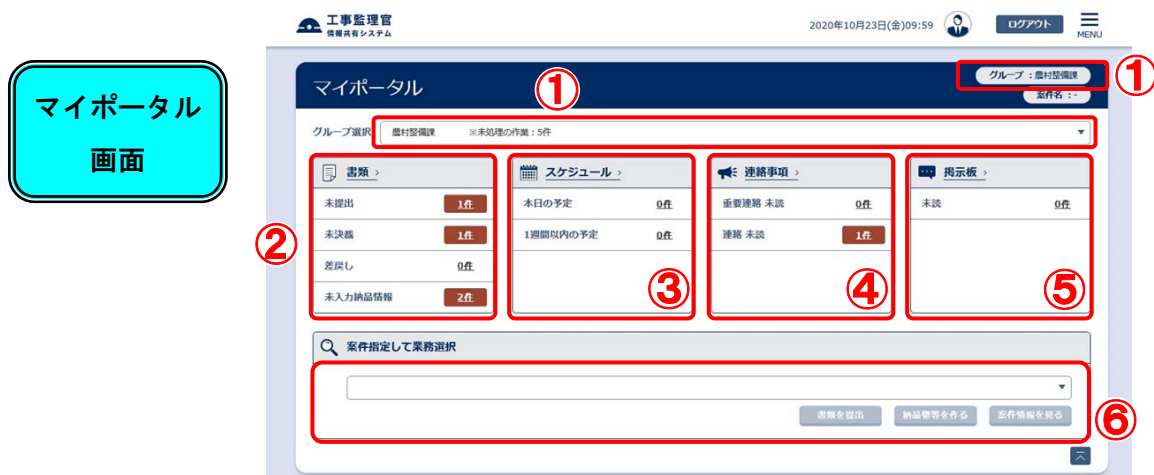 マイポータル
画面
工事監理官
情報共有システム
2020年10月23日(金)09:59
ログアウト
MENU
マイポータル
①
グループ：農村整備課
①
案件名：-
グループ選択
農村整備課 ※未処理の作業：5件
②
書類 >
未提出 1件
未決裁 1件
差戻し 0件
未入力納品情報 2件
スケジュール >
本日の予定 0件
1週間以内の予定 0件
③
連絡事項 >
重要連絡 未読 0件
連絡 未読 1件
④
掲示板 >
未読 0件
⑤
案件指定して業務選択
書類を提出 納品物等を作る 案件情報を見る
⑥